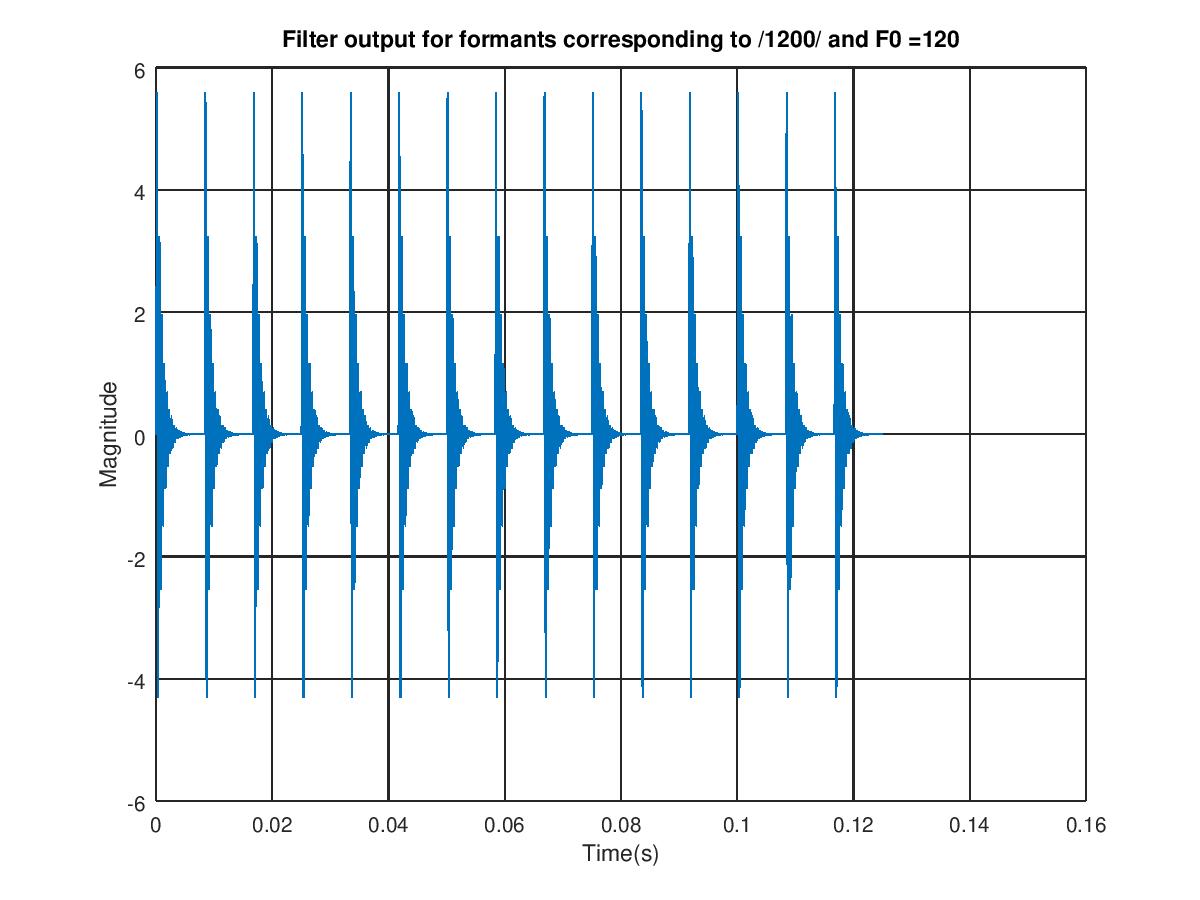 Filter output for formants corresponding to /1200/ and F0 =120
6
4
2
0
-2
-4
-6
Magnitude
0 0.02 0.04 0.06 0.08 0.1 0.12 0.14 0.16
Time(s)